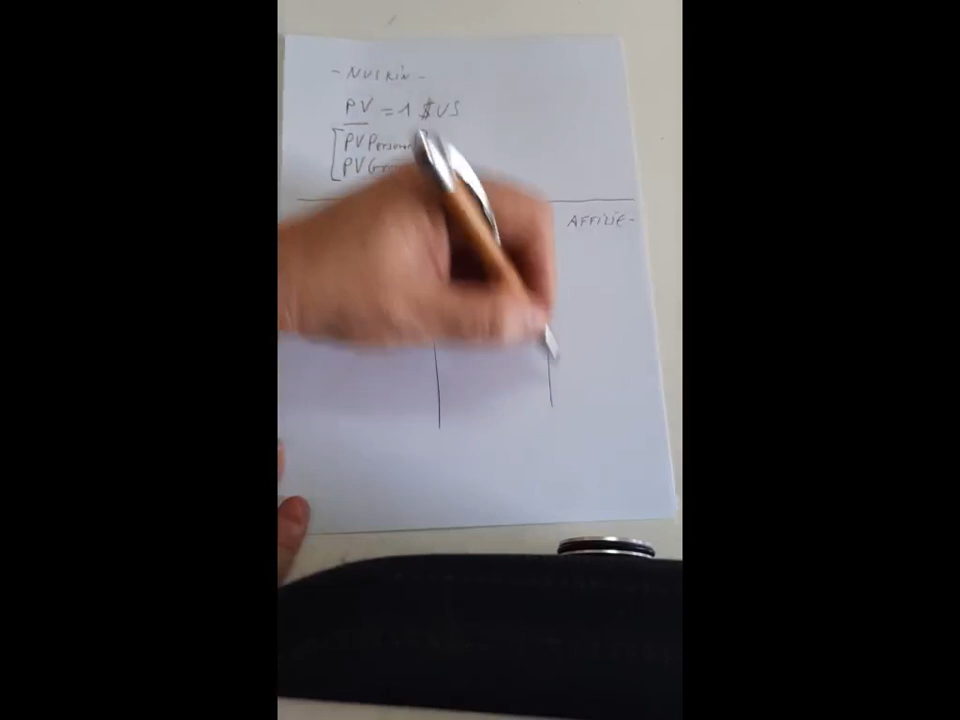 - NUSKIN -
PV = 1 $ US
PV
PV
AFFILIE-